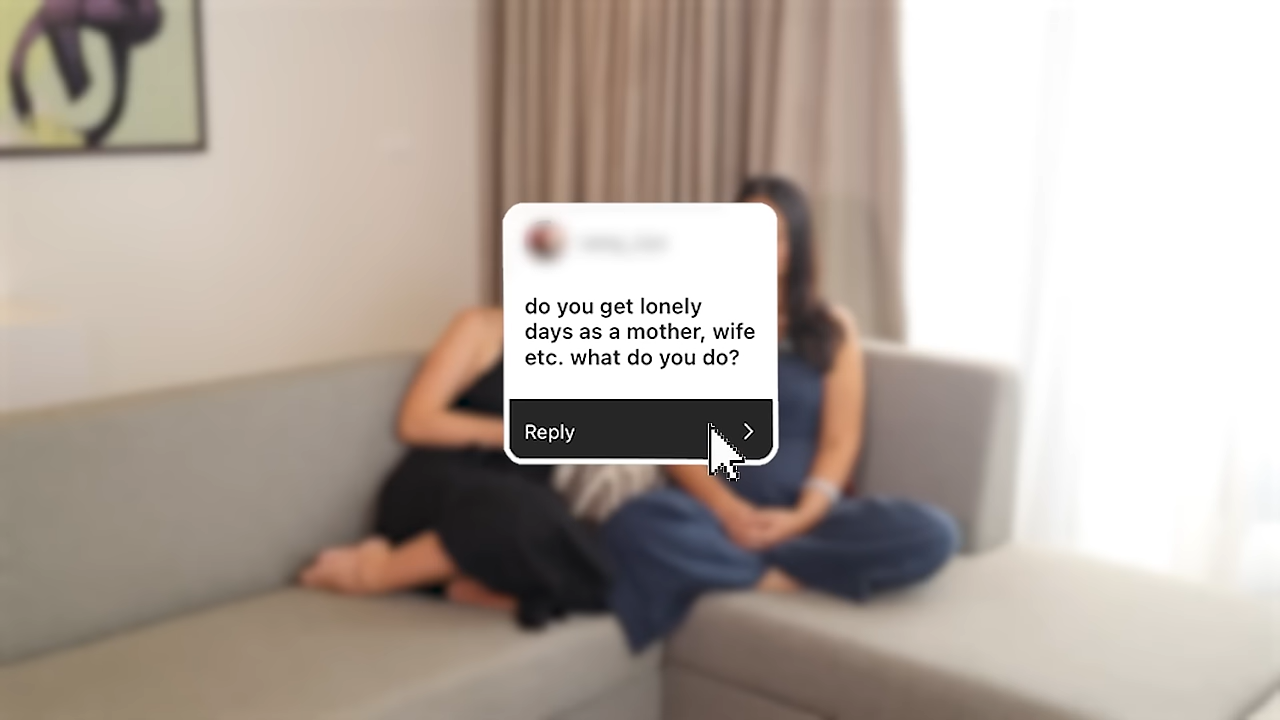 do you get lonely
days as a mother, wife
etc. what do you do?
Reply